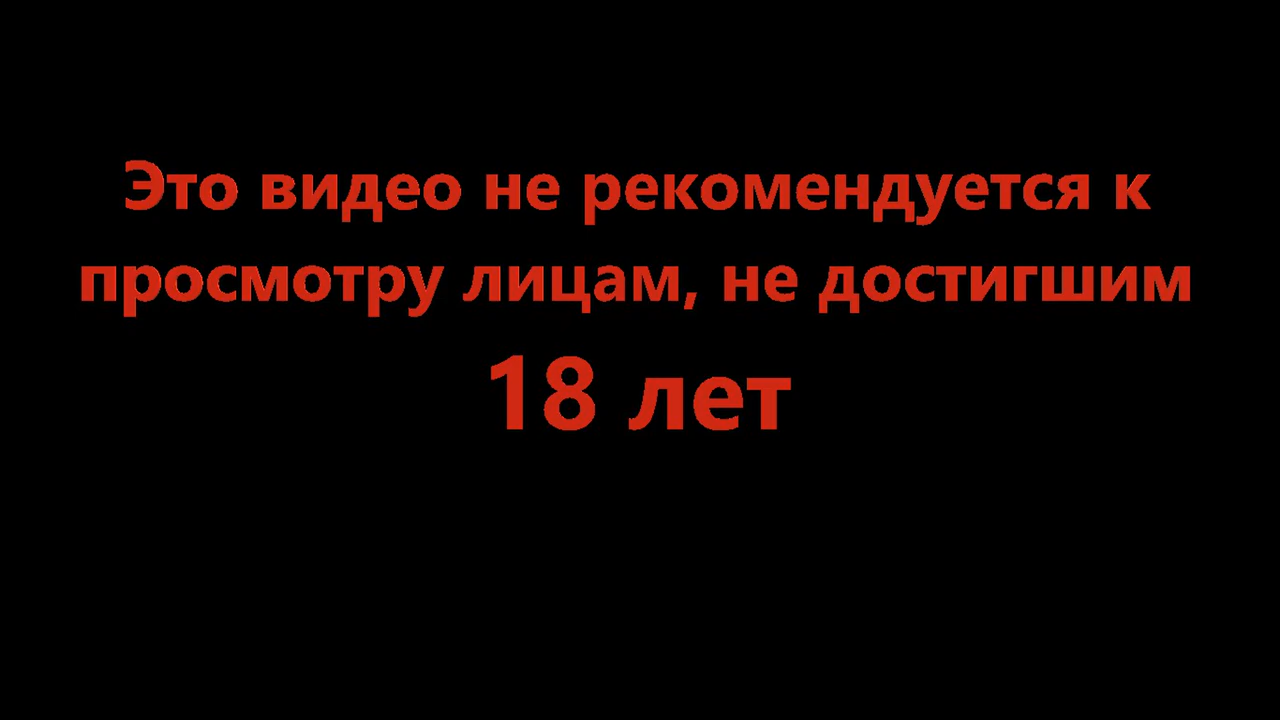 Это видео не рекомендуется к
просмотру лицам, не достигшим
18 лет